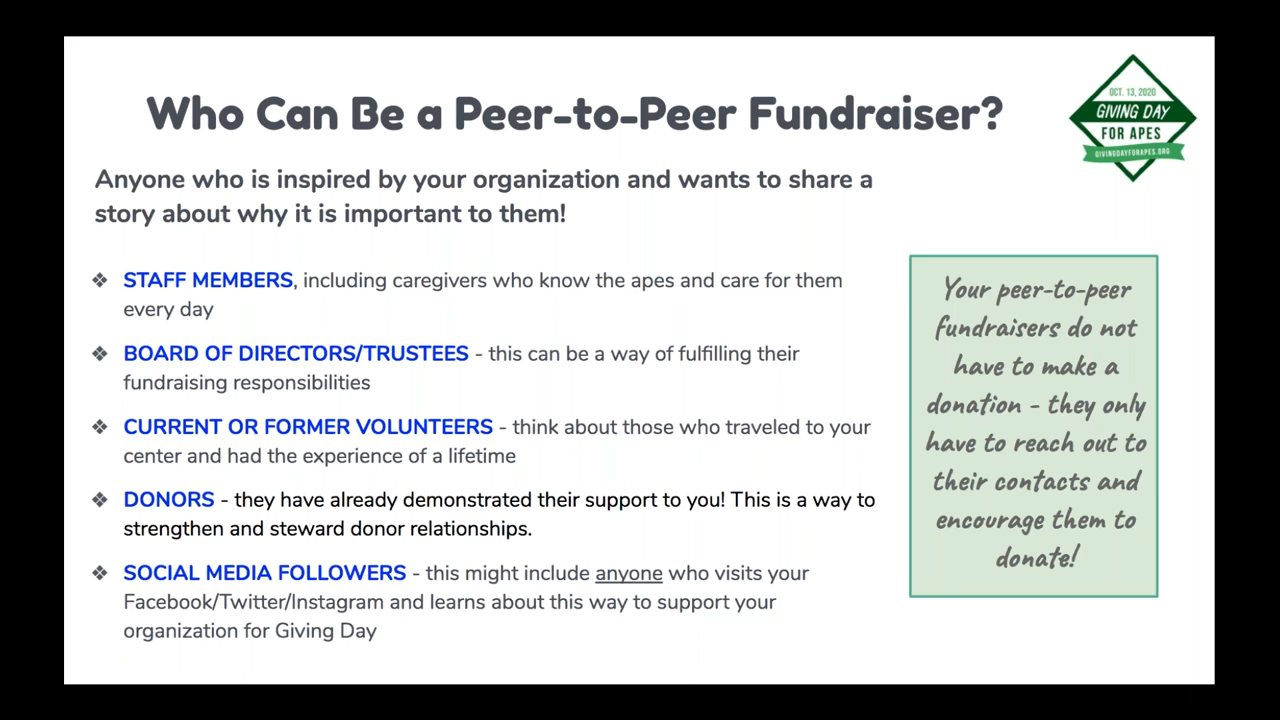 Who Can Be a Peer-to-Peer Fundraiser?
OCT. 13, 2020
GIVING DAY
FOR APES
GIVINGDAYFORAPES.ORG
Anyone who is inspired by your organization and wants to share a
story about why it is important to them!
❖ STAFF MEMBERS, including caregivers who know the apes and care for them
every day
❖ BOARD OF DIRECTORS/TRUSTEES - this can be a way of fulfilling their
fundraising responsibilities
❖ CURRENT OR FORMER VOLUNTEERS - think about those who traveled to your
center and had the experience of a lifetime
❖ DONORS - they have already demonstrated their support to you! This is a way to
strengthen and steward donor relationships.
❖ SOCIAL MEDIA FOLLOWERS - this might include anyone who visits your
Facebook/Twitter/Instagram and learns about this way to support your
organization for Giving Day
Your peer-to-peer
fundraisers do not
have to make a
donation - they only
have to reach out to
their contacts and
encourage them to
donate!